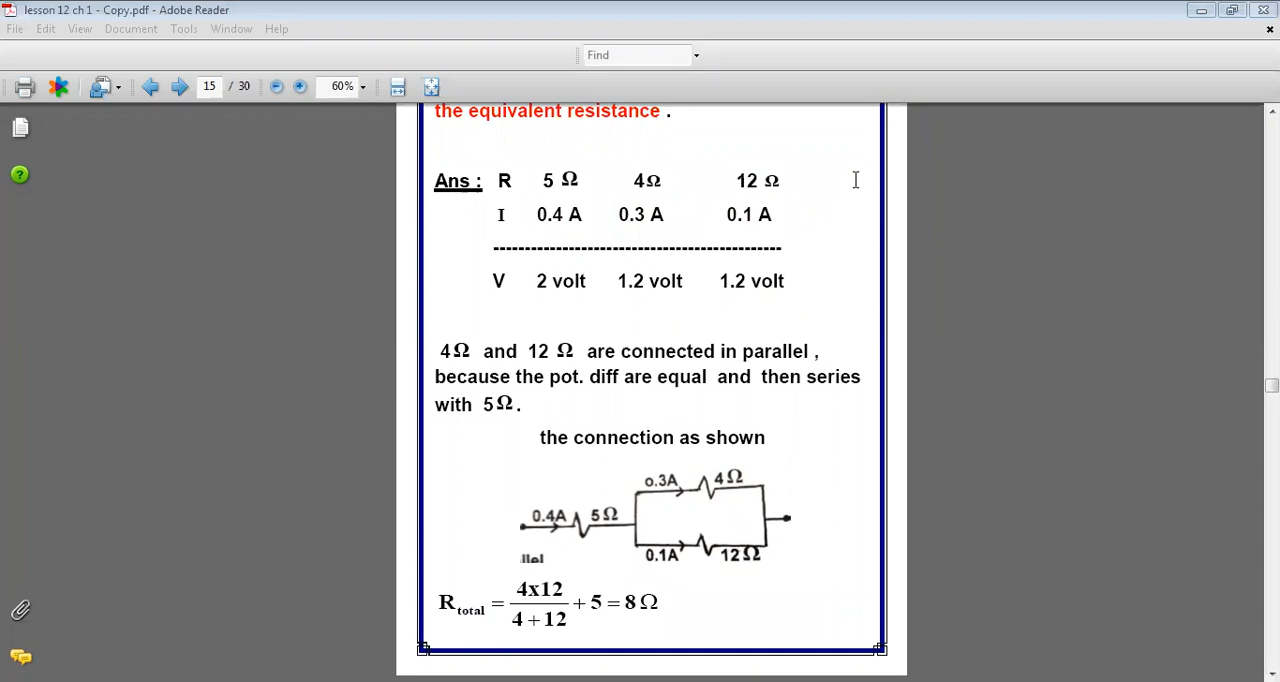 lesson 12 ch 1 - Copy.pdf - Adobe Reader
File Edit View Document Tools Window Help
Find
15 / 30 60%
the equivalent resistance .
Ans : R 5 Ω 4Ω 12 Ω
I 0.4 A 0.3 A 0.1 A
-----------------------------------------------
V 2 volt 1.2 volt 1.2 volt
4Ω and 12 Ω are connected in parallel ,
because the pot. diff are equal and then series
with 5Ω .
the connection as shown
0.3A 4Ω
0.4A 5Ω
0.1A 12Ω
llel
R total = 4x12 / 4 + 12 + 5 = 8 Ω